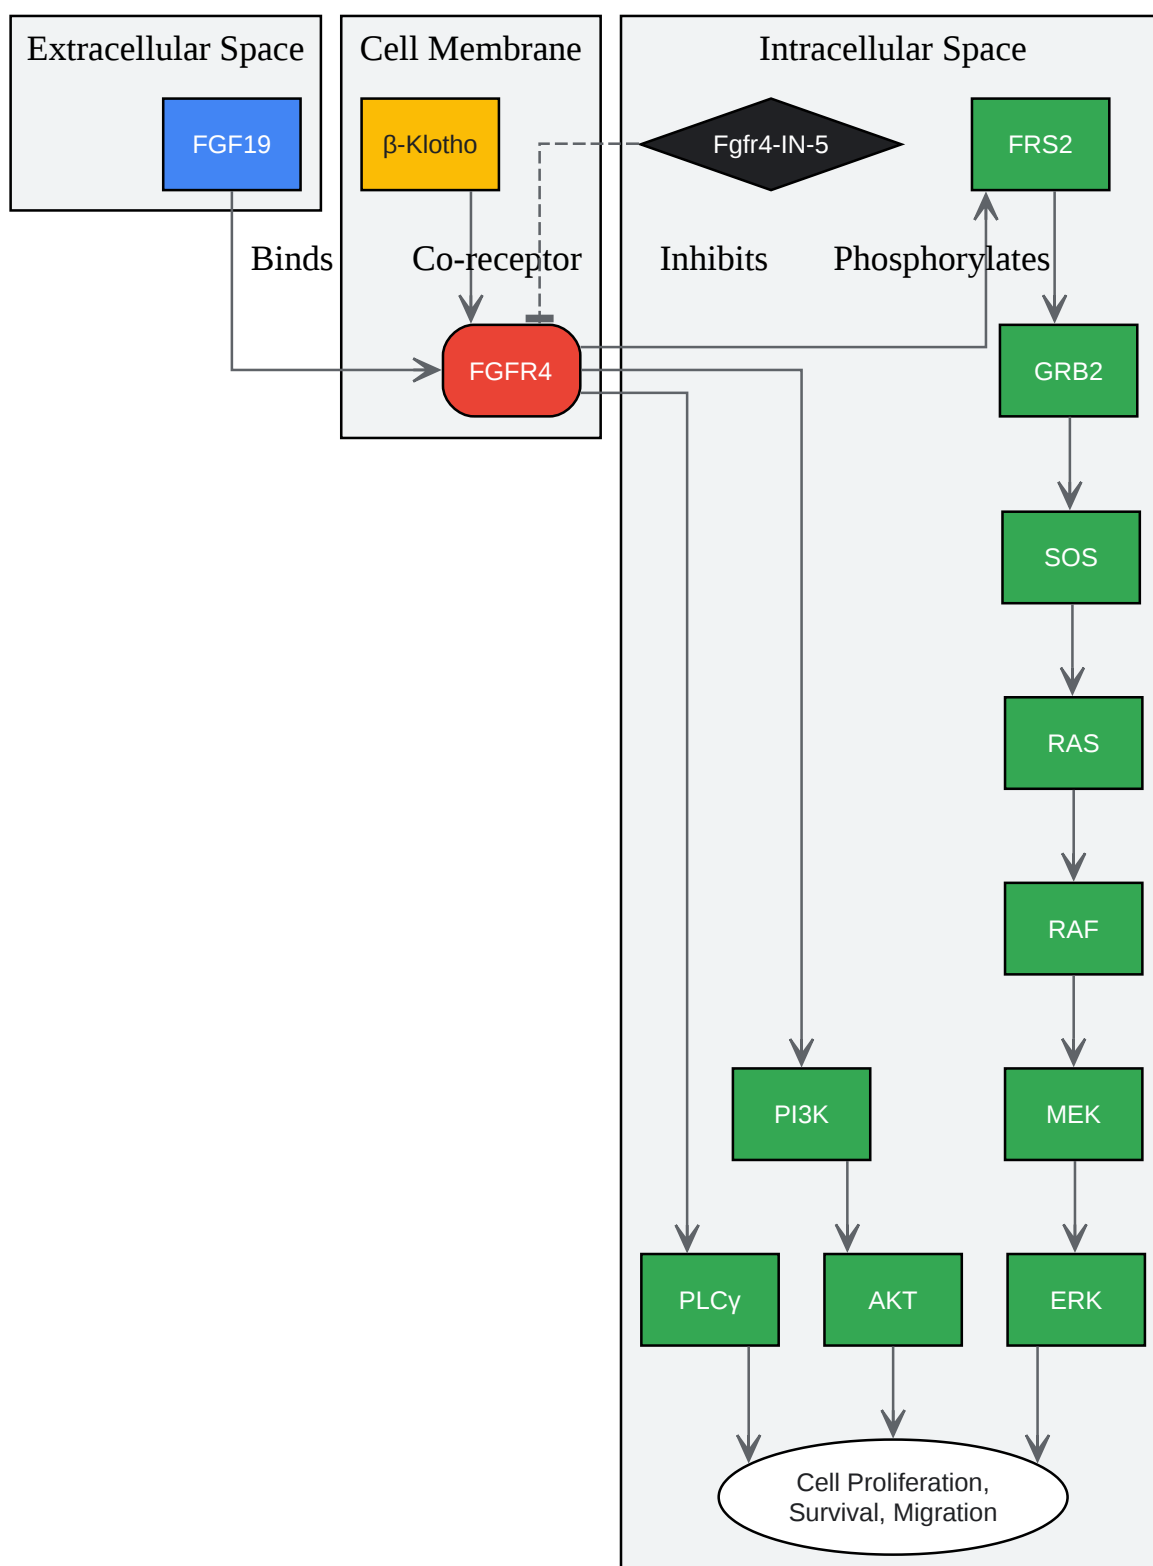 Extracellular Space
Cell Membrane
Intracellular Space
FGF19
β-Klotho
Fgfr4-IN-5
FRS2
Binds
Co-receptor
Inhibits
Phosphorylates
FGFR4
GRB2
SOS
RAS
RAF
PI3K
MEK
PLCγ
AKT
ERK
Cell Proliferation,
Survival, Migration